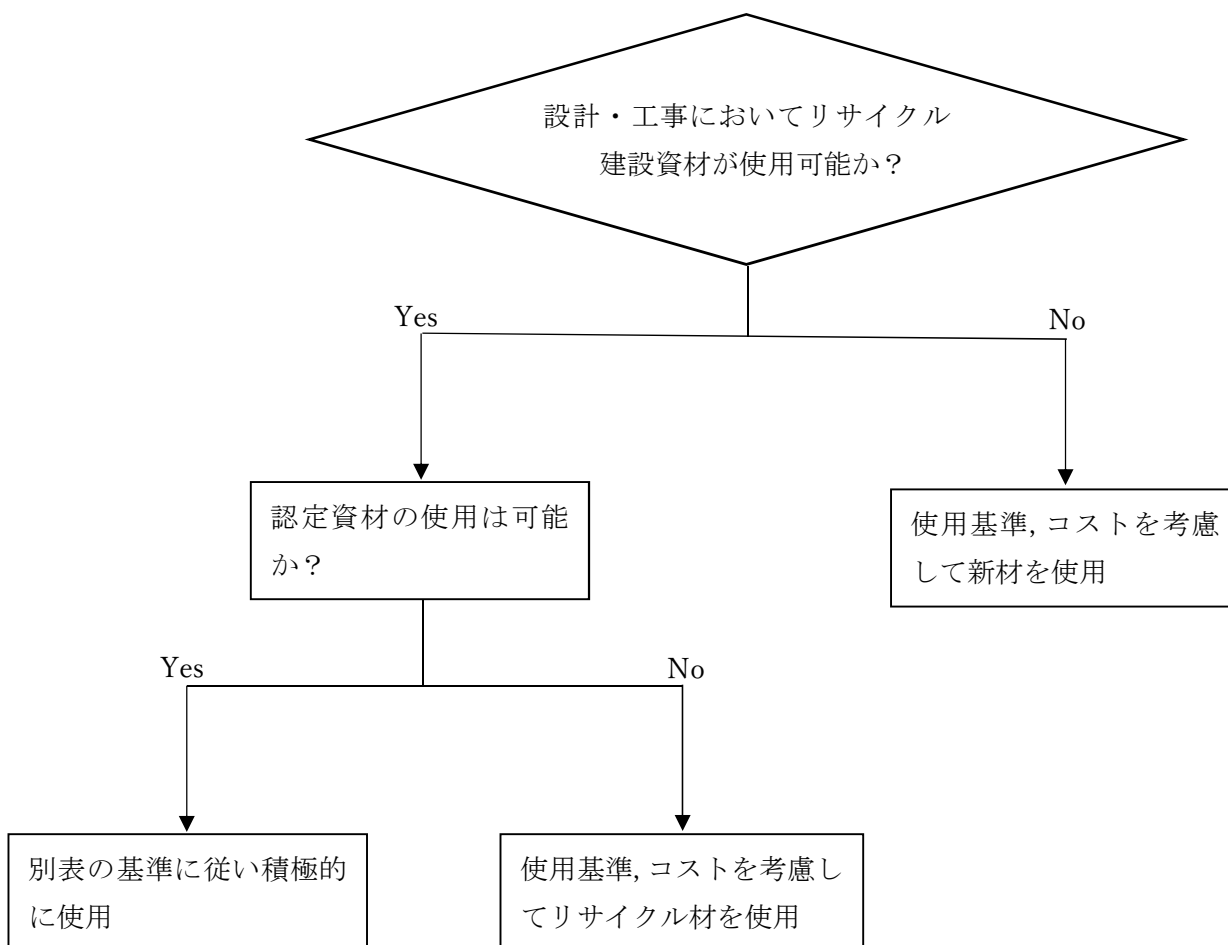 設計・工事においてリサイクル
建設資材が使用可能か？
Yes
No
認定資材の使用は可能
か？
使用基準，コストを考慮
して新材を使用
Yes
No
別表の基準に従い積極的
に使用
使用基準，コストを考慮し
てリサイクル材を使用